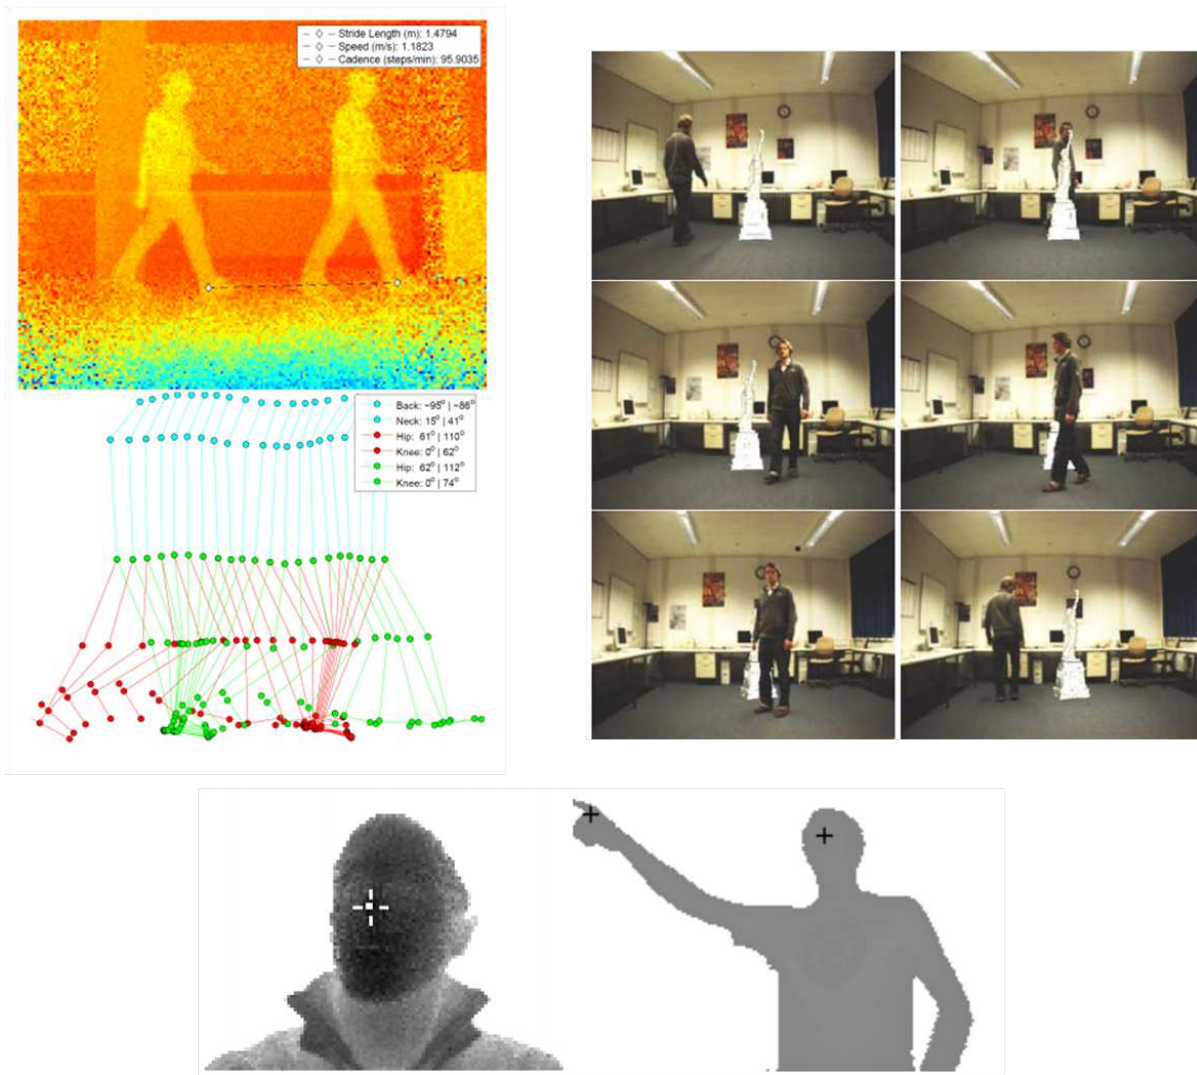 Stride Length (m): 1.4794
Speed (m/s): 1.1823
Cadence (steps/min): 95.9035
Back: −95° | −86°
Neck: 15° | 41°
Hip: 61° | 110°
Knee: 0° | 62°
Hip: 62° | 112°
Knee: 0° | 74°